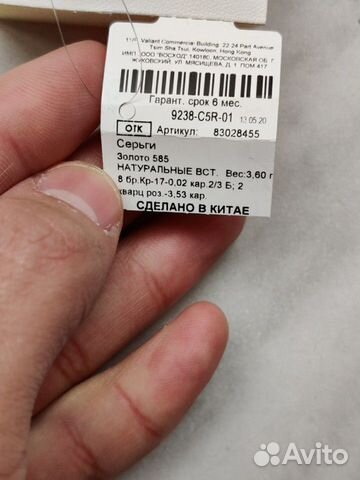 Valiant Commercial Building, 22-24 Part Avenue
Tsim Sha Tsui, Kowloon, Hong Kong
ИМП. ООО "ВОСХОД" 140180, МОСКОВСКАЯ ОБ. Г.
ЖУКОВСКИЙ, УЛ. МЯСИЩЕВА, Д. 1, ПОМ 417
Гарант. срок 6 мес.
9238-C5R-01 13.05.20
ОТК Артикул: 83028455
Серьги
Золото 585
НАТУРАЛЬНЫЕ ВСТ. Вес:3,60 г
8 бр.Кр-17-0,02 кар.2/3 Б; 2
кварц роз.-3,53 кар.
СДЕЛАНО В КИТАЕ
Avito